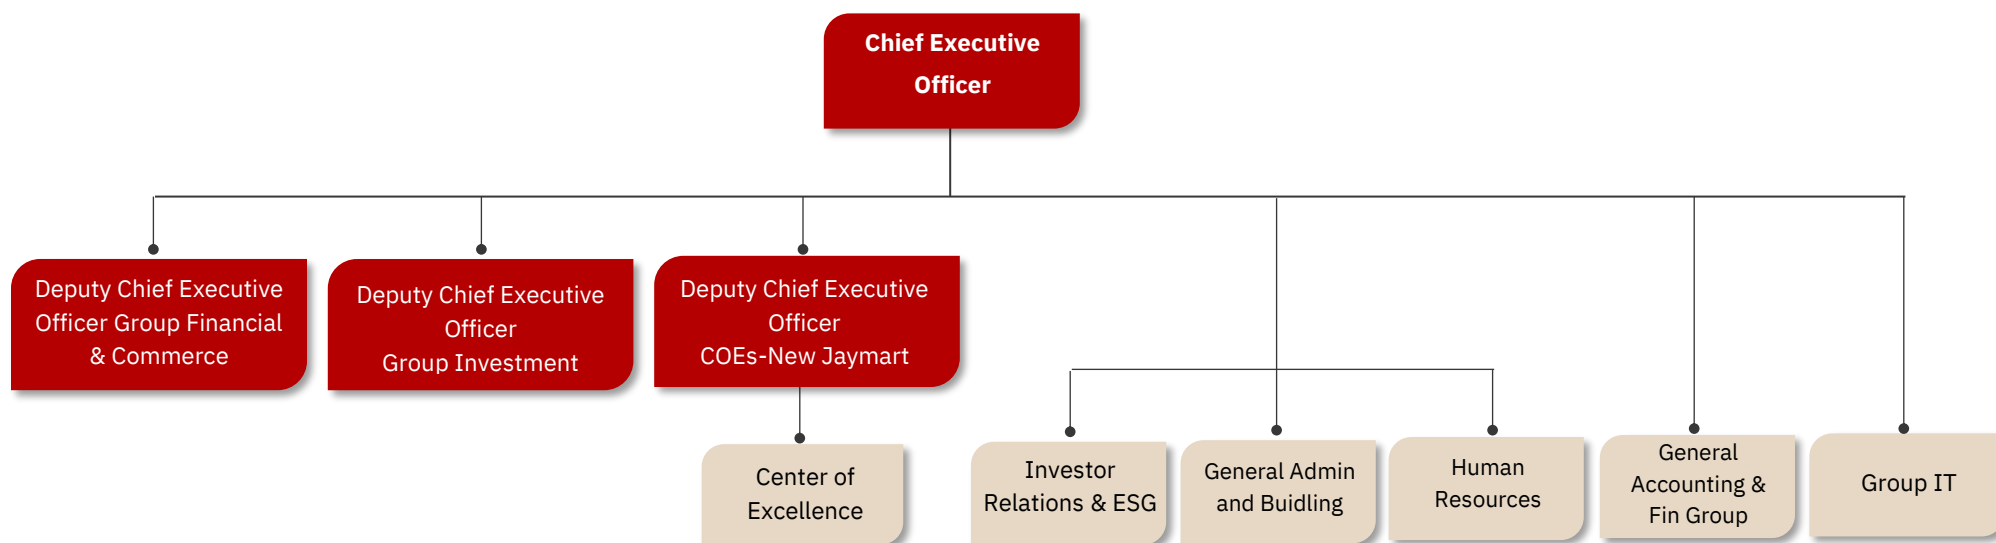 Chief Executive
Officer
Deputy Chief Executive
Officer Group Financial
& Commerce
Deputy Chief Executive
Officer
Group Investment
Deputy Chief Executive
Officer
COEs-New Jaymart
Center of
Excellence
Investor
Relations & ESG
General Admin
and Buidling
Human
Resources
General
Accounting &
Fin Group
Group IT